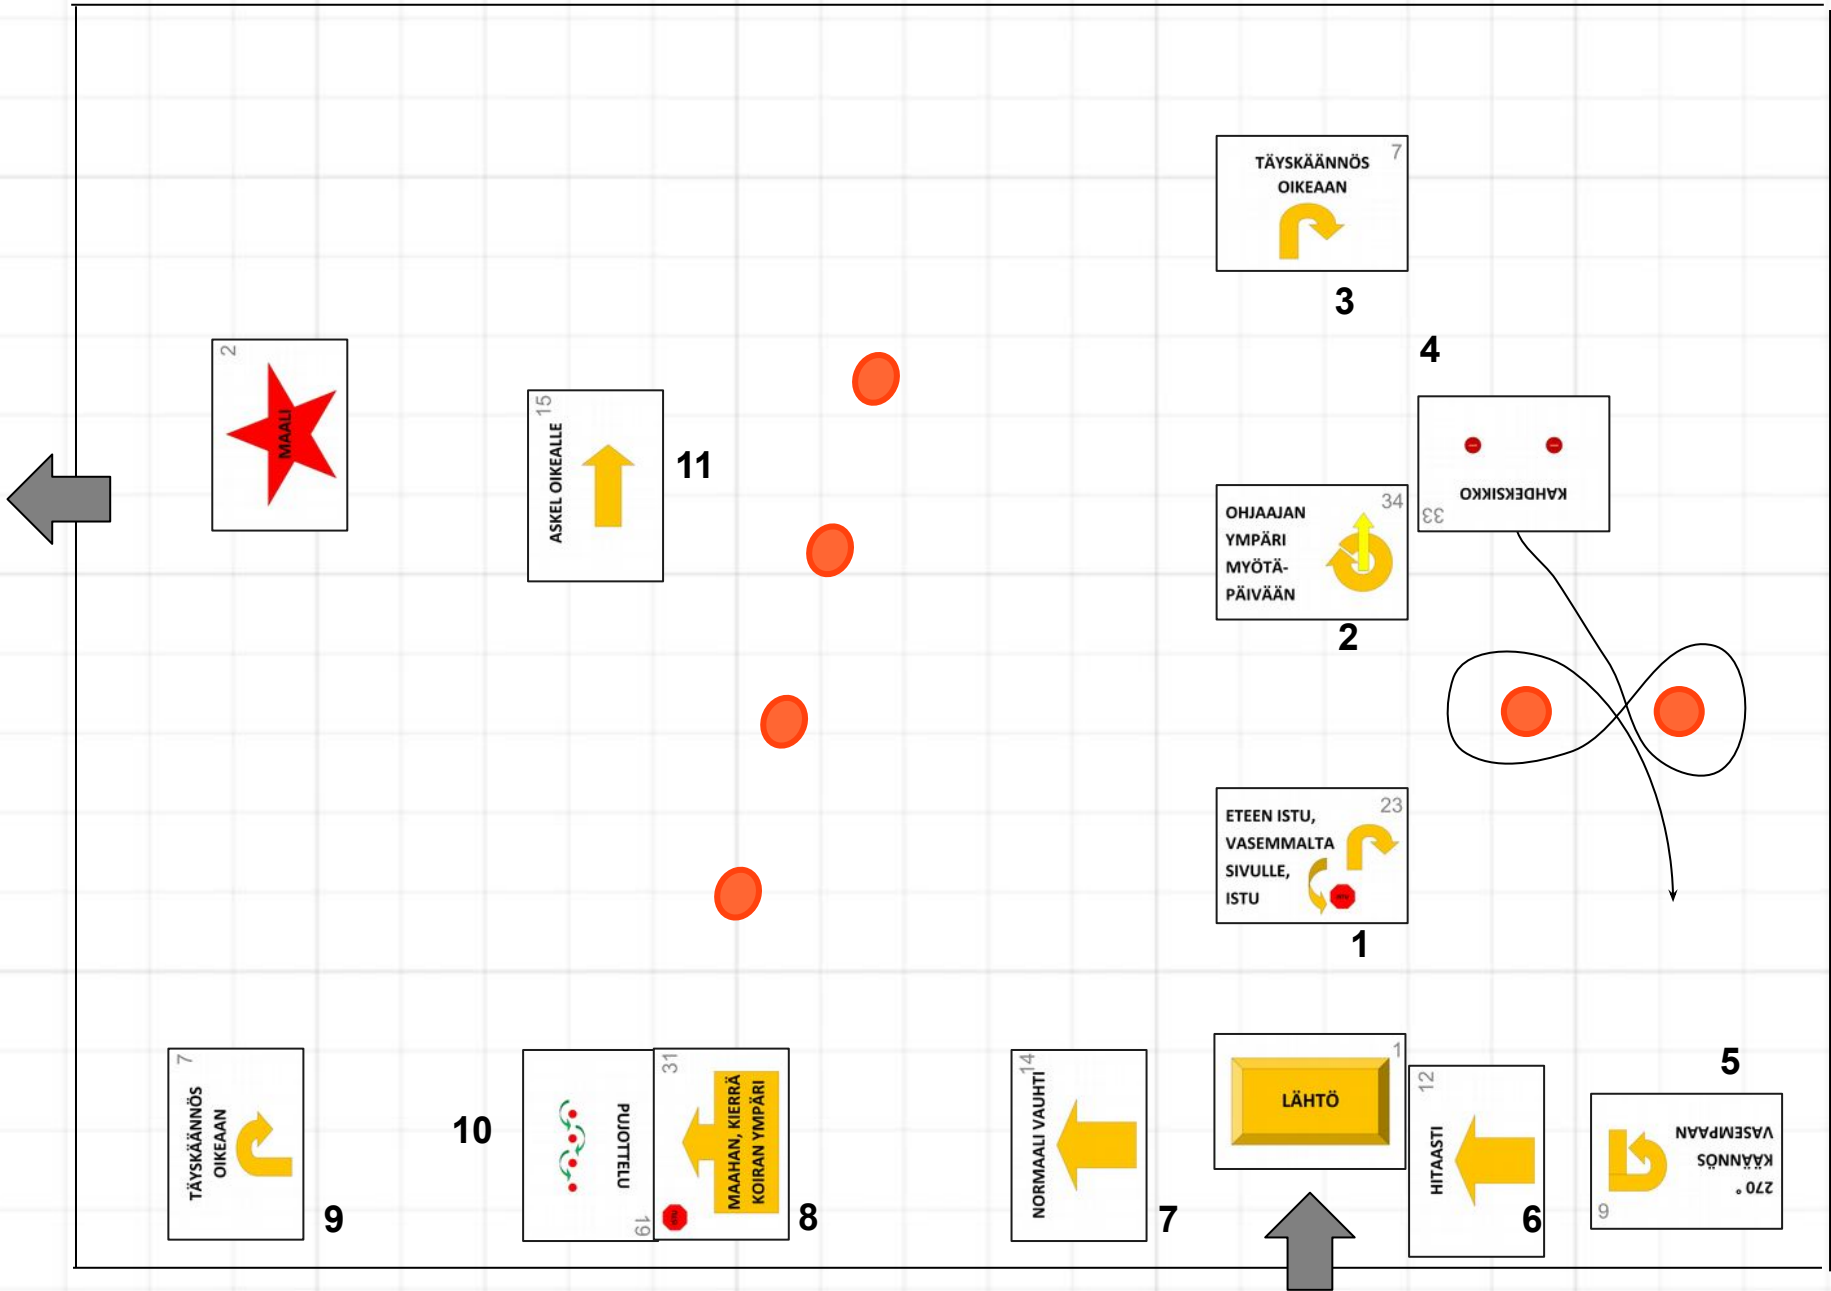 7
TÄYSKÄÄNNÖS
OIKEAAN
3
4
2
MAALI
15
ASKEL OIKEALLE
11
33
KAHDEKSIKKO
34
OHJAAJAN
YMPÄRI
MYÖTÄ-
PÄIVÄÄN
2
23
ETEEN ISTU,
VASEMMALTA
SIVULLE,
ISTU
1
1
LÄHTÖ
5
270°
KÄÄNNÖS
VASEMPAAN
9
12
HITAASTI
6
14
NORMAALI VAUHTI
7
31
MAAHAN, KIERRÄ
KOIRAN YMPÄRI
8
19
PUJOTTELU
10
7
TÄYSKÄÄNNÖS
OIKEAAN
9